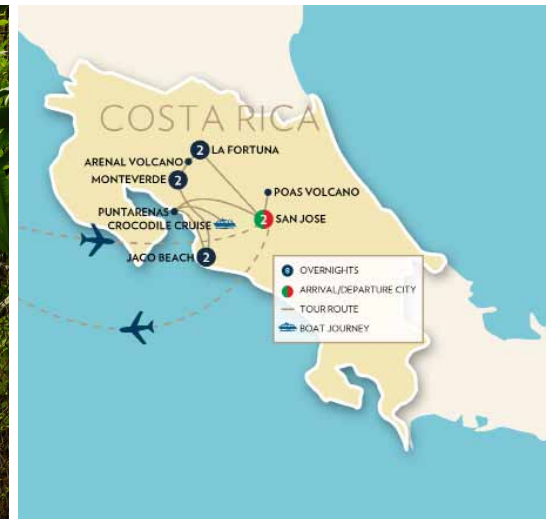 COSTA RICA
2 LA FORTUNA
ARENAL VOLCANO
MONTEVERDE 2
POAS VOLCANO
PUNTARENAS
2 SAN JOSE
CROCODILE CRUISE
JACO BEACH 2
OVERNIGHTS
ARRIVAL/DEPARTURE CITY
TOUR ROUTE
BOAT JOURNEY